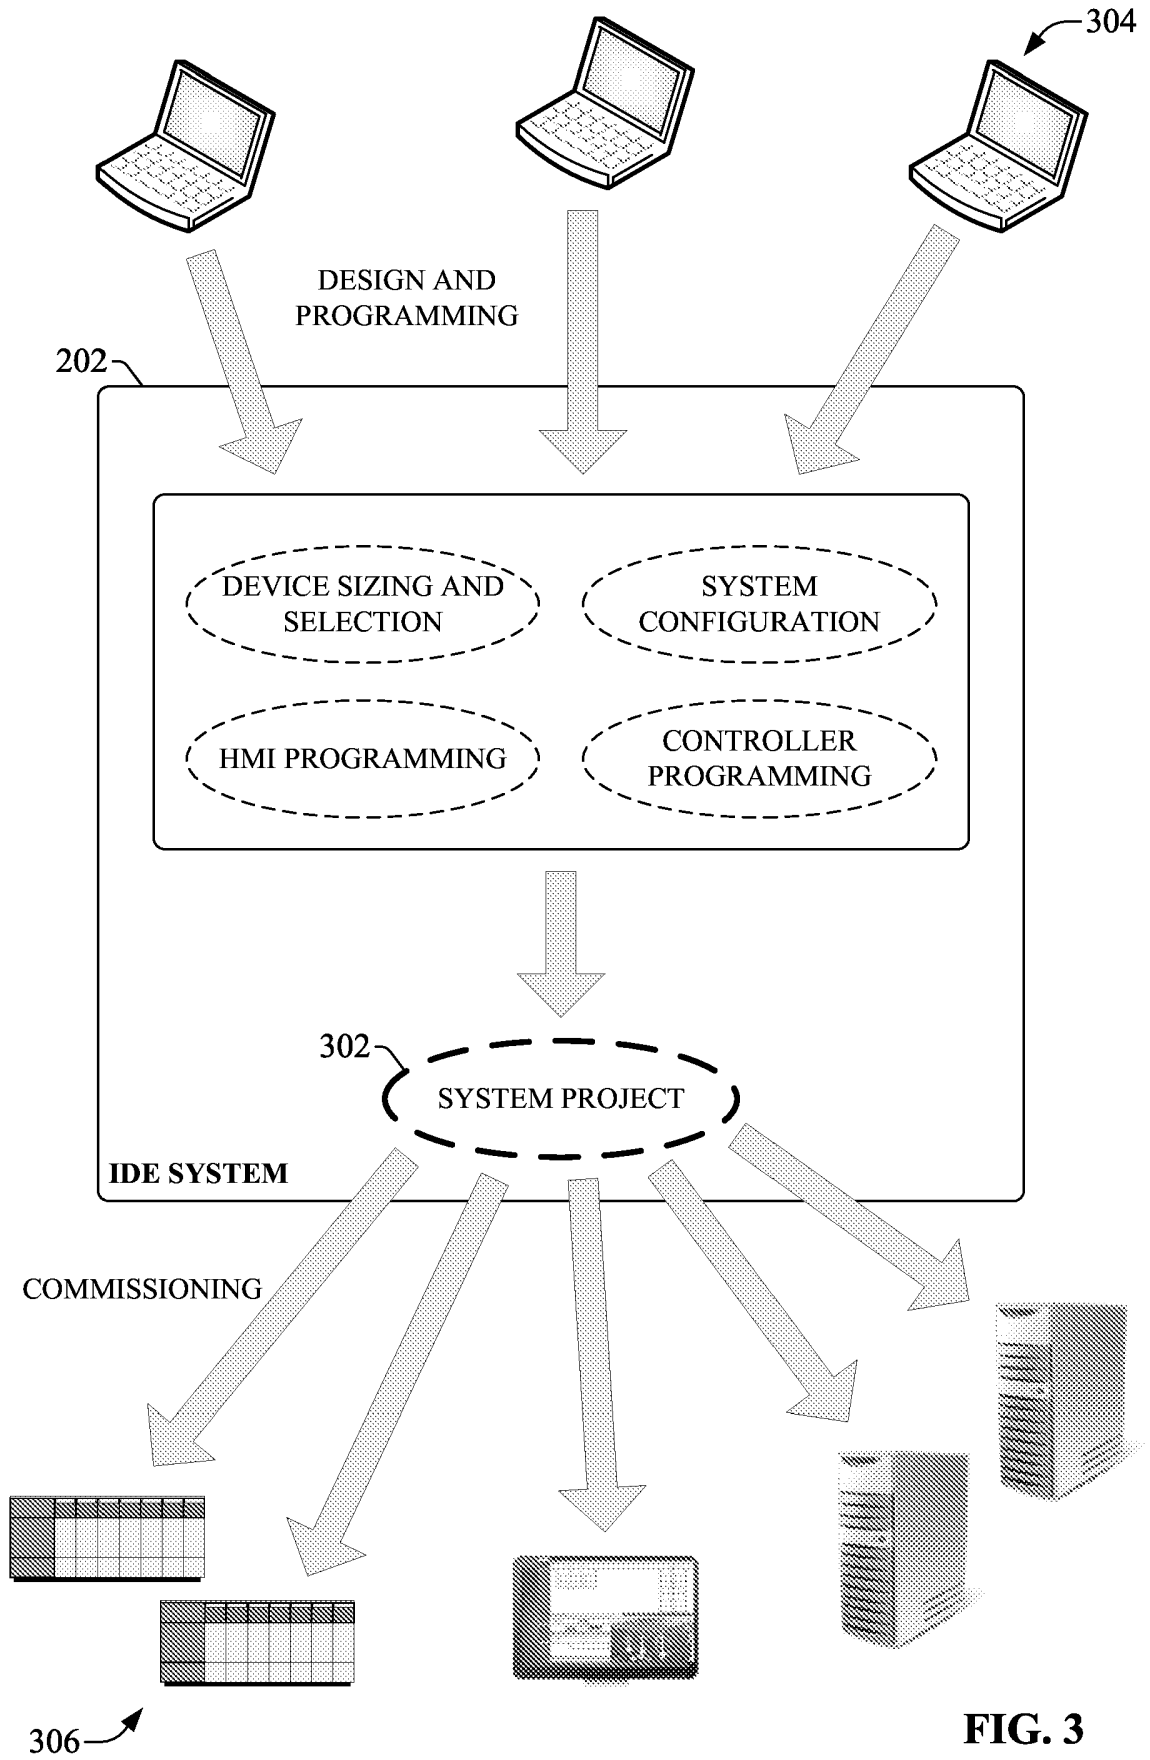 304
DESIGN AND
PROGRAMMING
202
DEVICE SIZING AND
SELECTION
SYSTEM
CONFIGURATION
HMI PROGRAMMING
CONTROLLER
PROGRAMMING
302
SYSTEM PROJECT
IDE SYSTEM
COMMISSIONING
306
FIG. 3